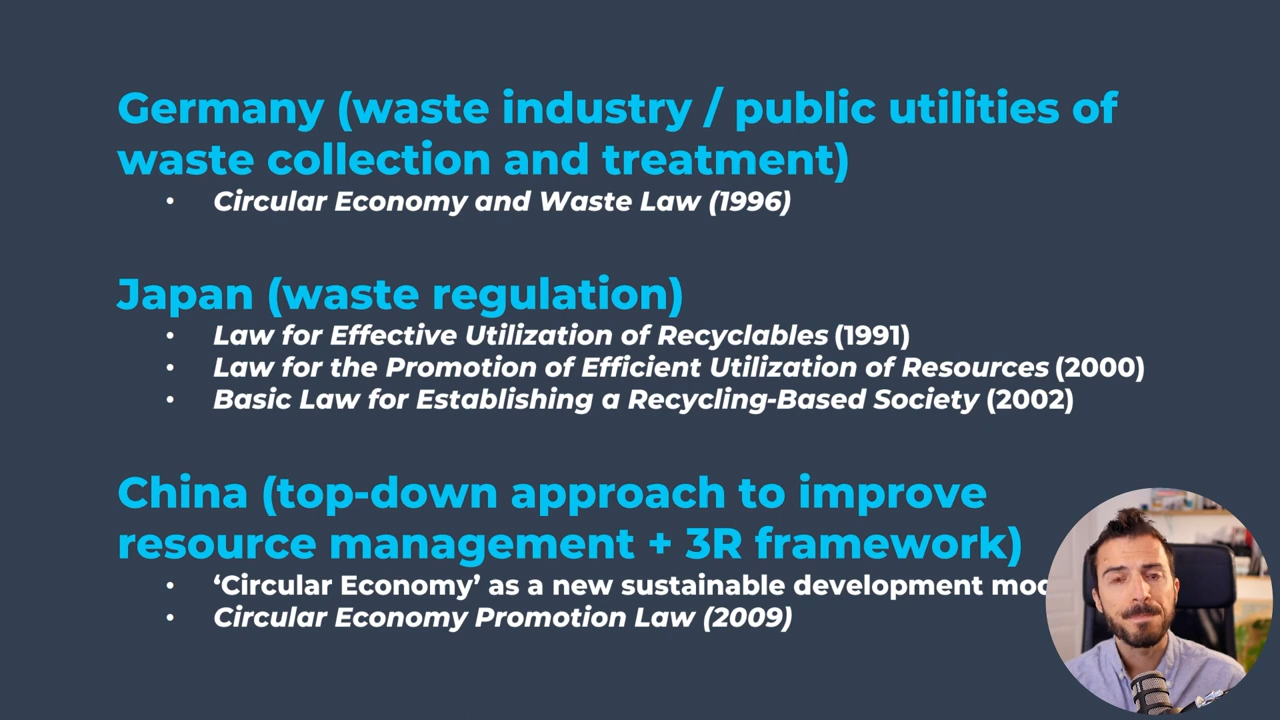 Germany (waste industry / public utilities of
waste collection and treatment)
• Circular Economy and Waste Law (1996)
Japan (waste regulation)
• Law for Effective Utilization of Recyclables (1991)
• Law for the Promotion of Efficient Utilization of Resources (2000)
• Basic Law for Establishing a Recycling-Based Society (2002)
China (top-down approach to improve
resource management + 3R framework)
• ‘Circular Economy’ as a new sustainable development
• Circular Economy Promotion Law (2009)